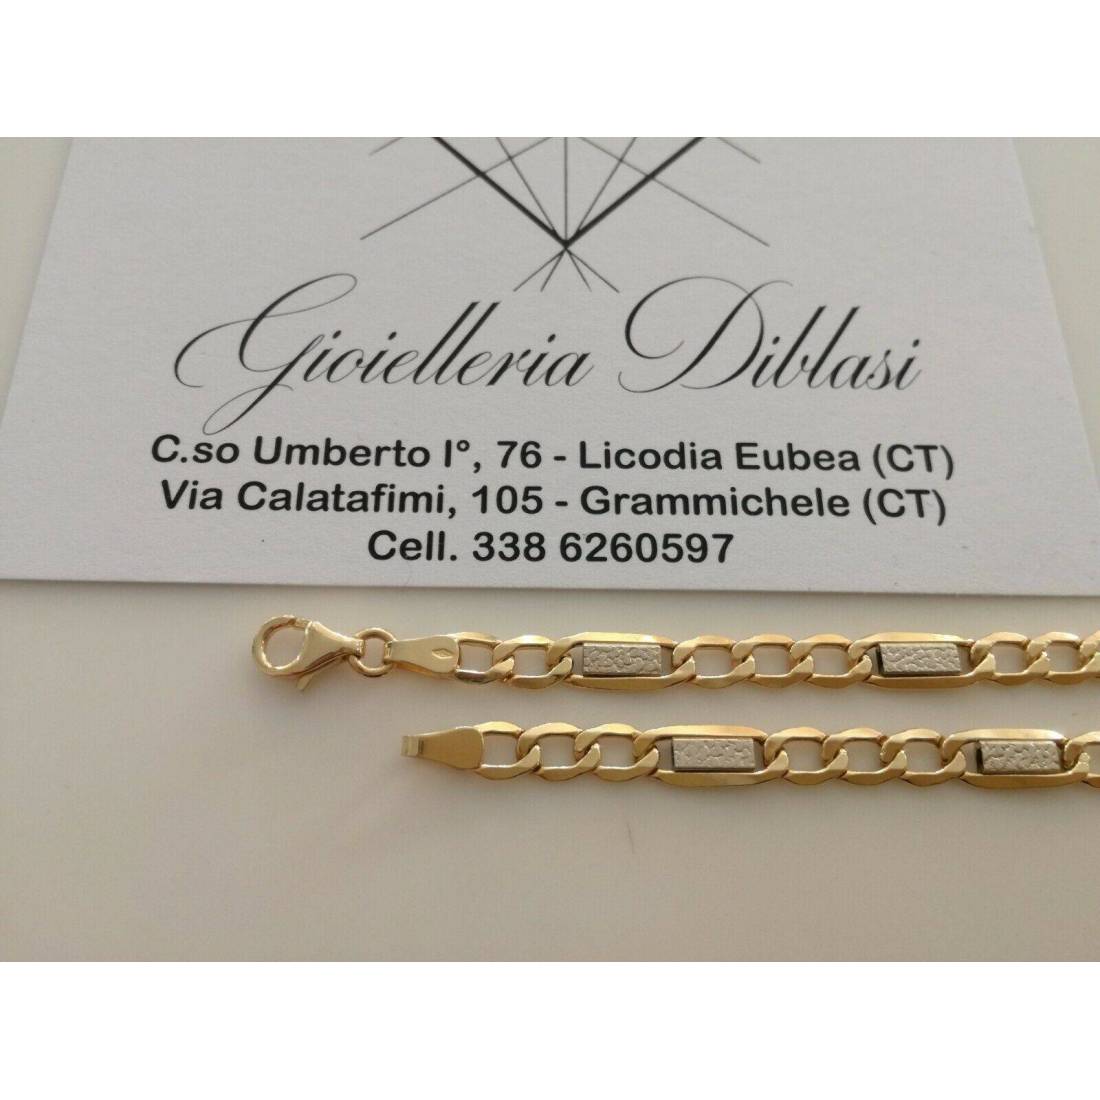 Gioielleria Diblasi
C.so Umberto I°, 76 - Licodia Eubea (CT)
Via Calatafimi, 105 - Grammichele (CT)
Cell. 338 6260597